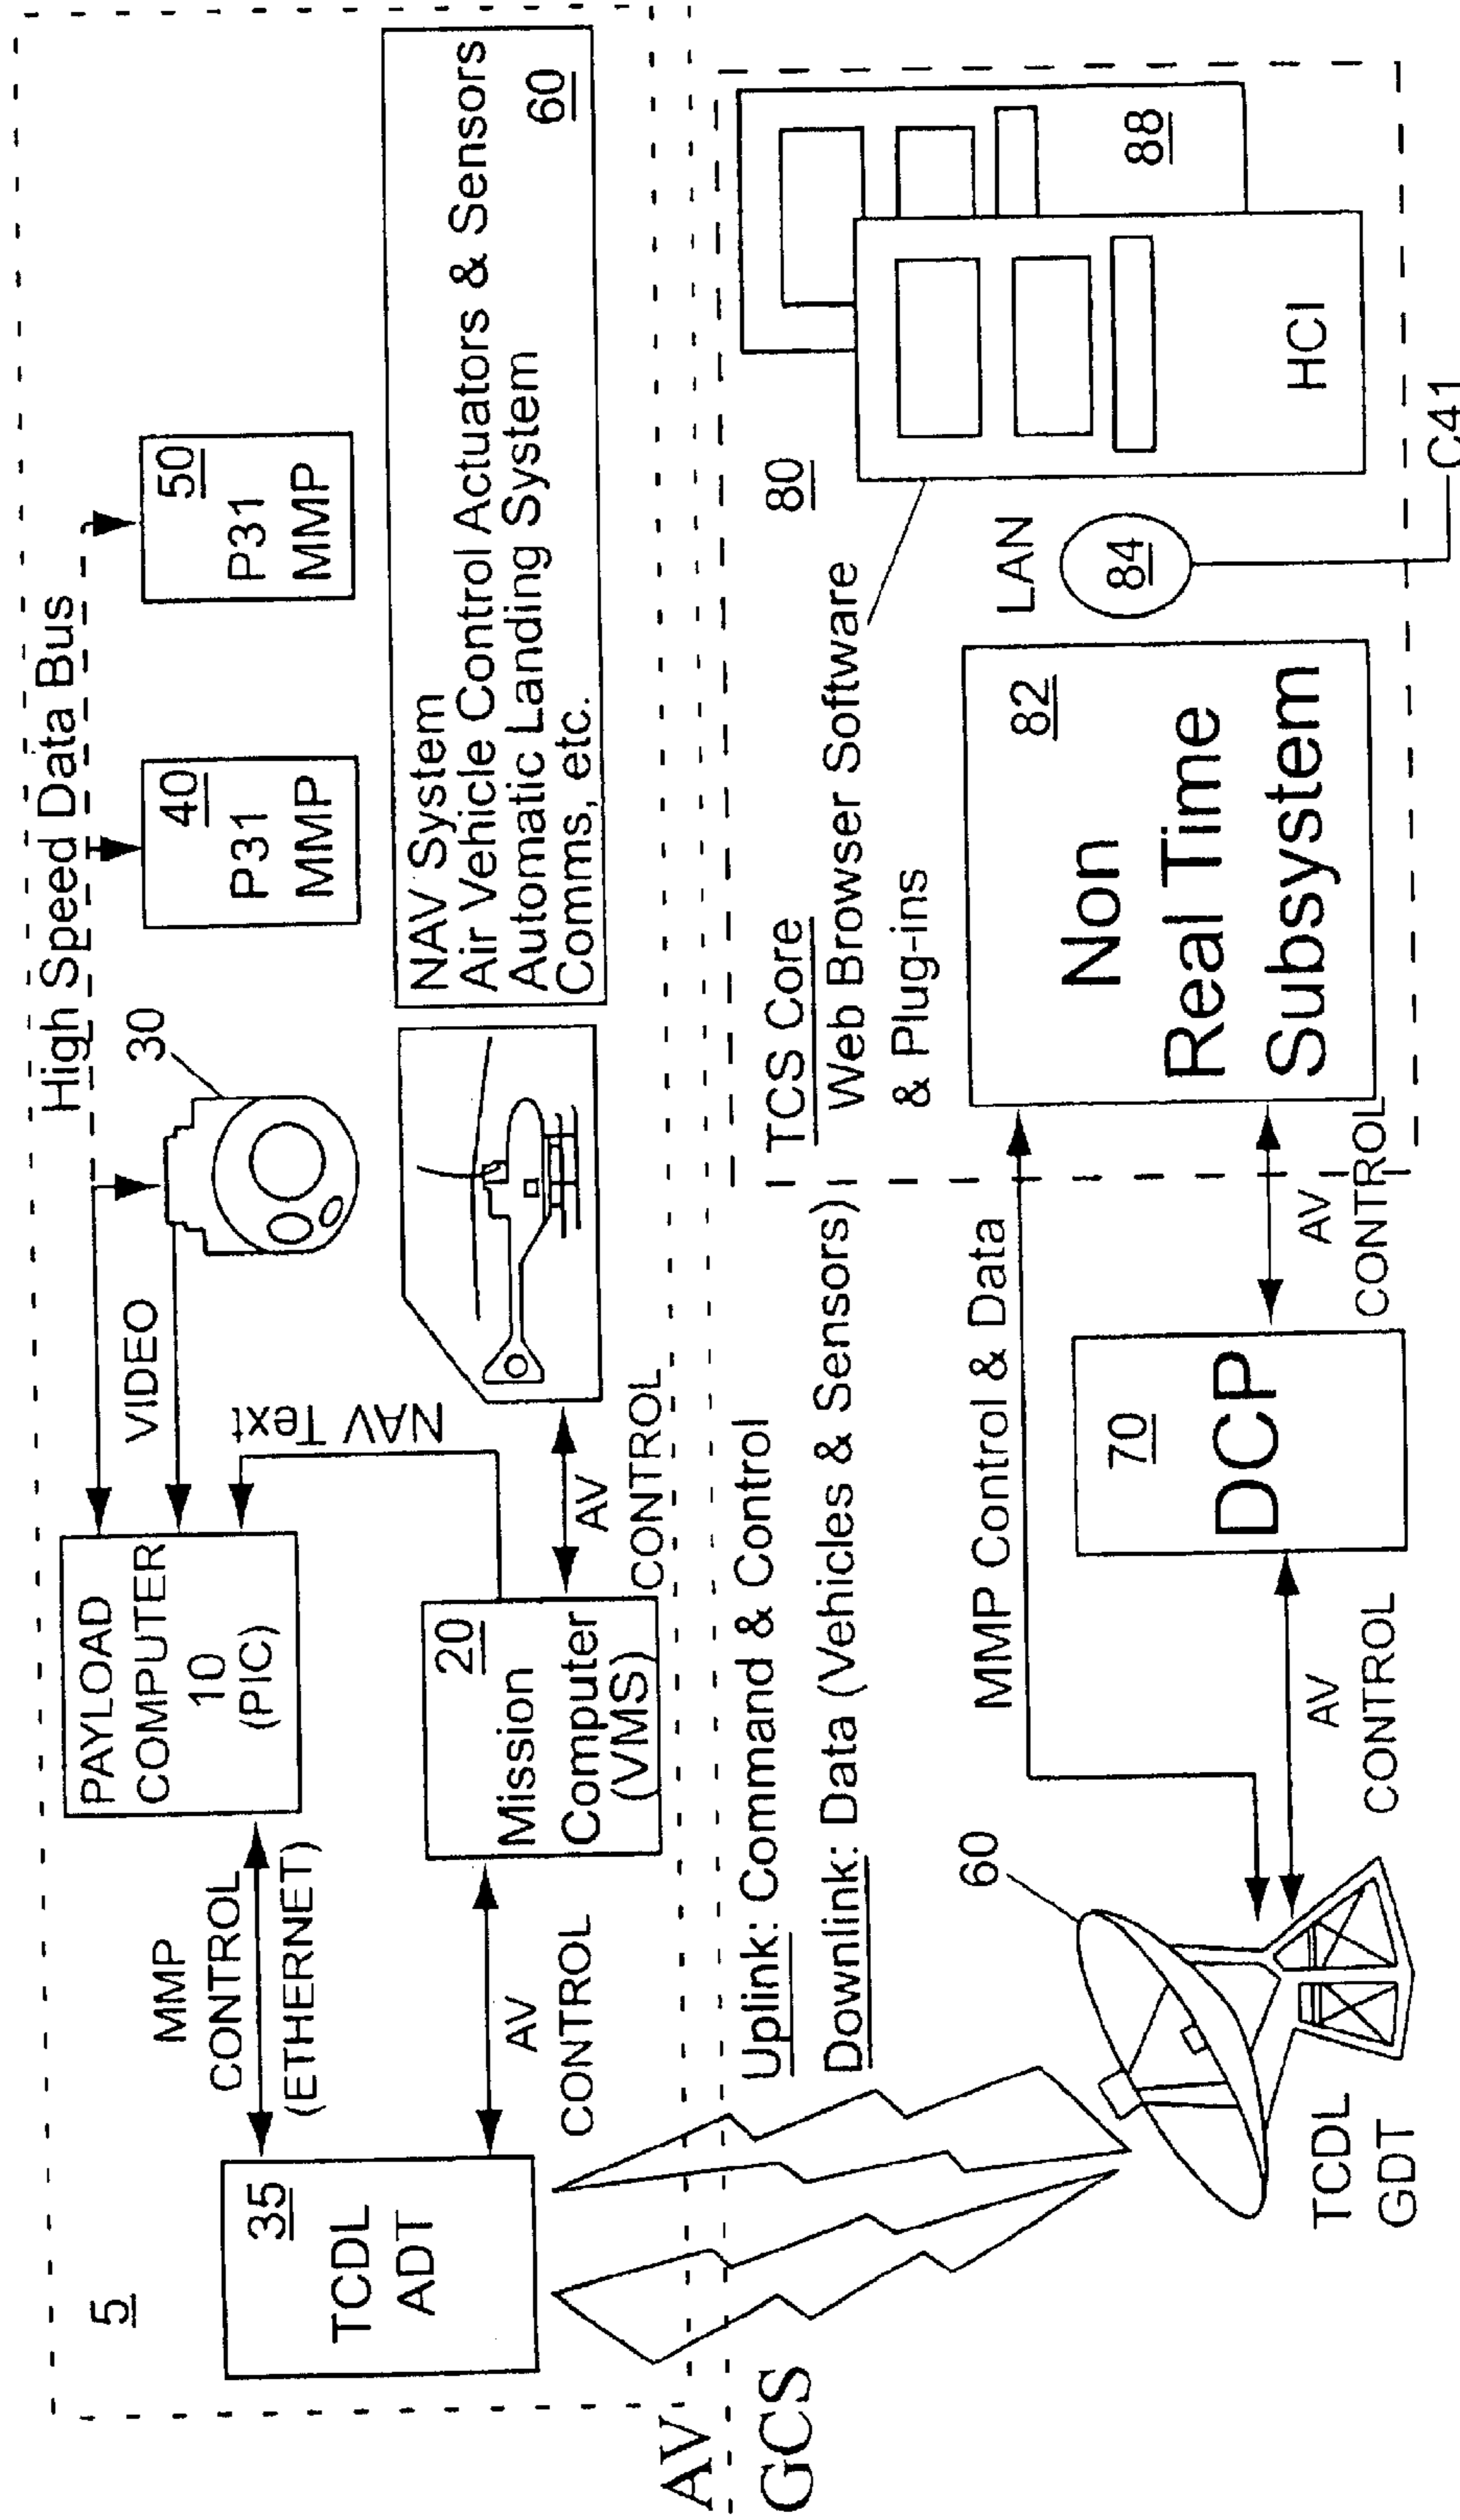 5
35
TCDL
ADT
MMP
CONTROL
(ETHERNET)
AV
CONTROL
PAYLOAD
COMPUTER
10
(PIC)
20
Mission
Computer
(VMS)
VIDEO
NAV Text
AV
CONTROL
30
High Speed Data Bus
40
P31
MMP
50
P31
MMP
NAV System
Air Vehicle Control Actuators & Sensors
Automatic Landing System
Comms, etc.
60
AV
GCS
Uplink: Command & Control
Downlink: Data (Vehicles & Sensors)
60
TCDL
GDT
MMP Control & Data
AV
CONTROL
70
DCP
AV
CONTROL
TCS Core
Web Browser Software
& Plug-ins
80
82
Non
Real Time
Subsystem
LAN
84
HCI
88
C41